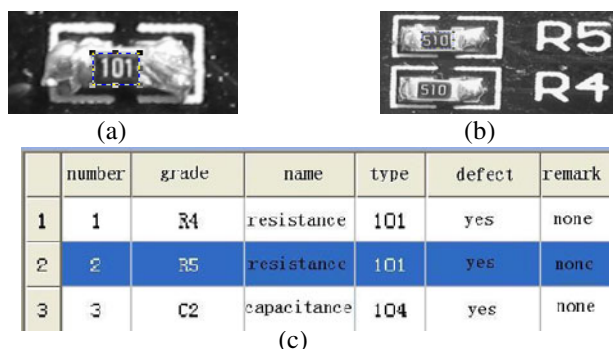 101
510 R5
510 R4
(a) (b)
number grade name type defect remark
1 1 R4 resistance 101 yes none
2 2 R5 resistance 101 yes none
3 3 C2 capacitance 104 yes none
(c)